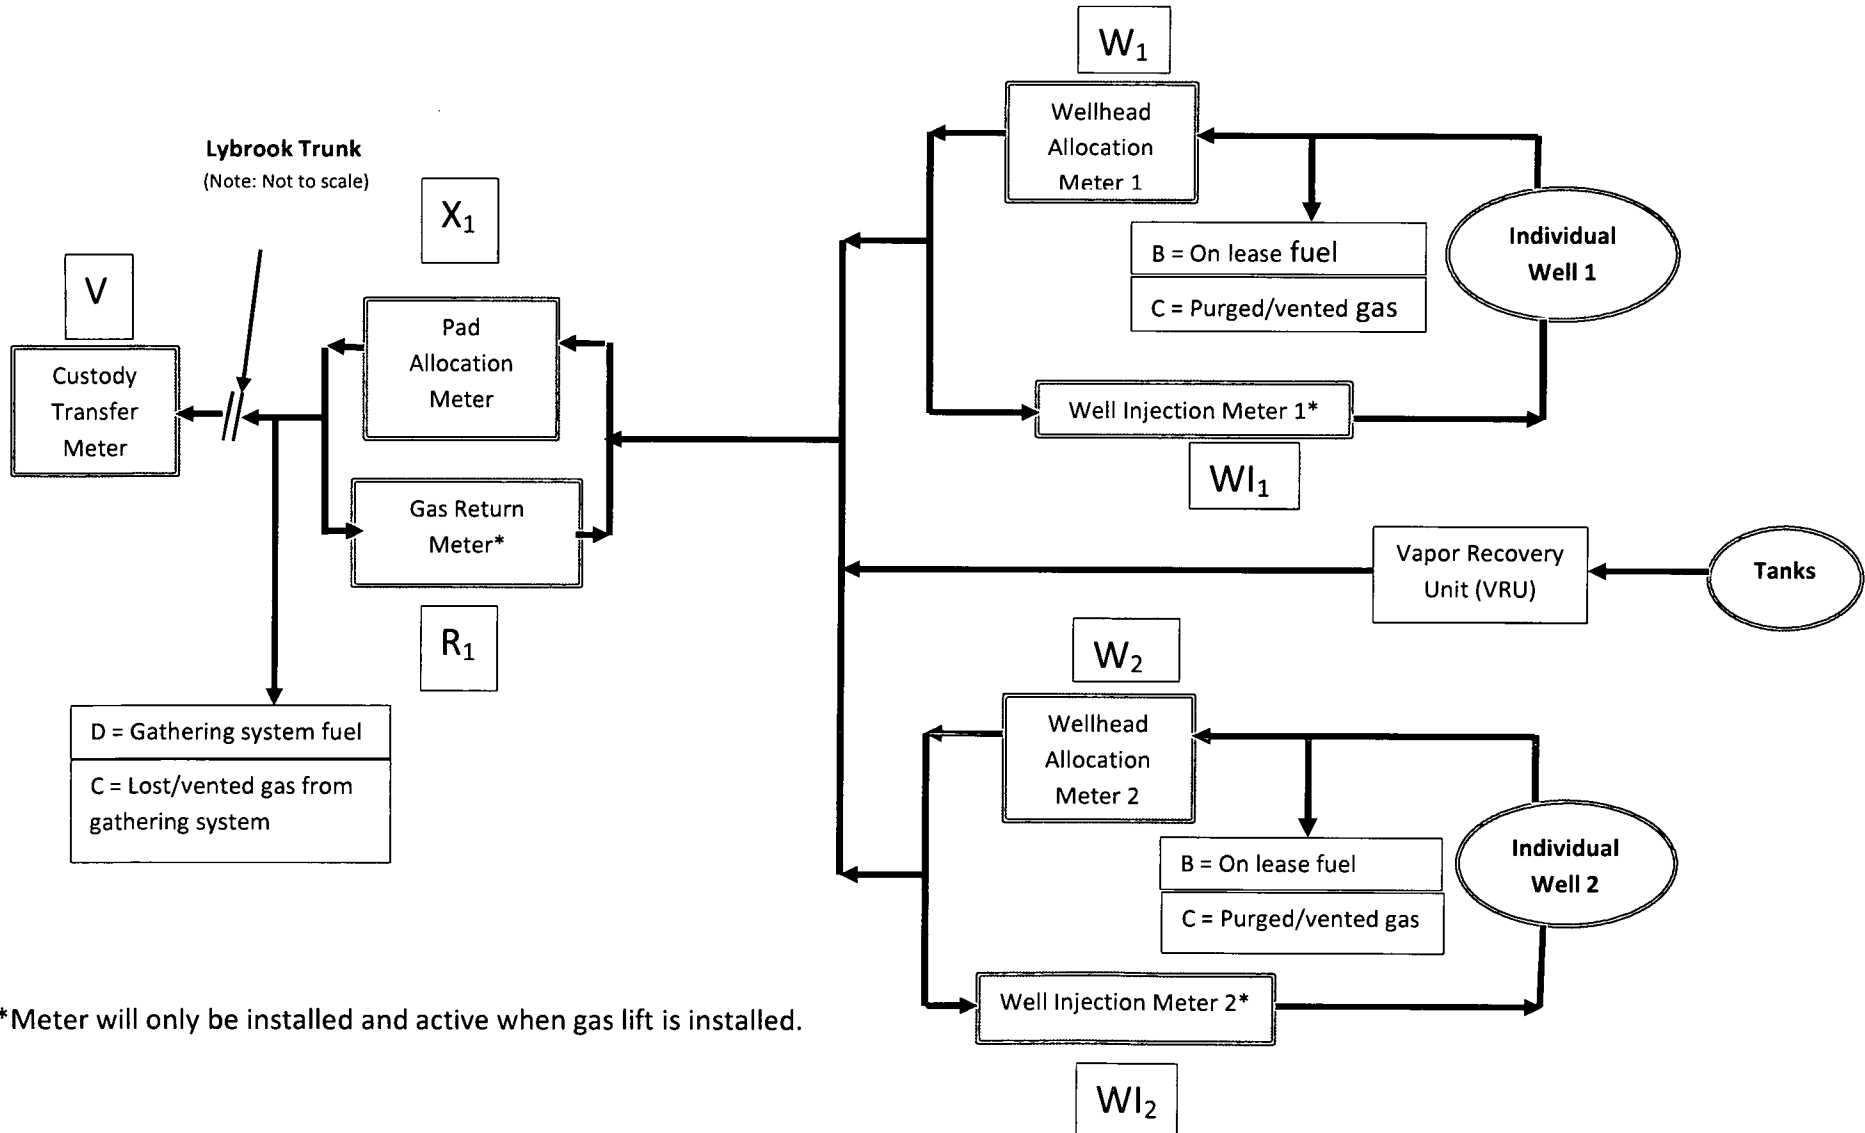 Lybrook Trunk
(Note: Not to scale)
V
Custody
Transfer
Meter
X₁
Pad
Allocation
Meter
Gas Return
Meter*
R₁
D = Gathering system fuel
C = Lost/vented gas from
gathering system
W₁
Wellhead
Allocation
Meter 1
B = On lease fuel
C = Purged/vented gas
Individual
Well 1
Well Injection Meter 1*
WI₁
Vapor Recovery
Unit (VRU)
Tanks
W₂
Wellhead
Allocation
Meter 2
B = On lease fuel
C = Purged/vented gas
Individual
Well 2
Well Injection Meter 2*
WI₂
*Meter will only be installed and active when gas lift is installed.